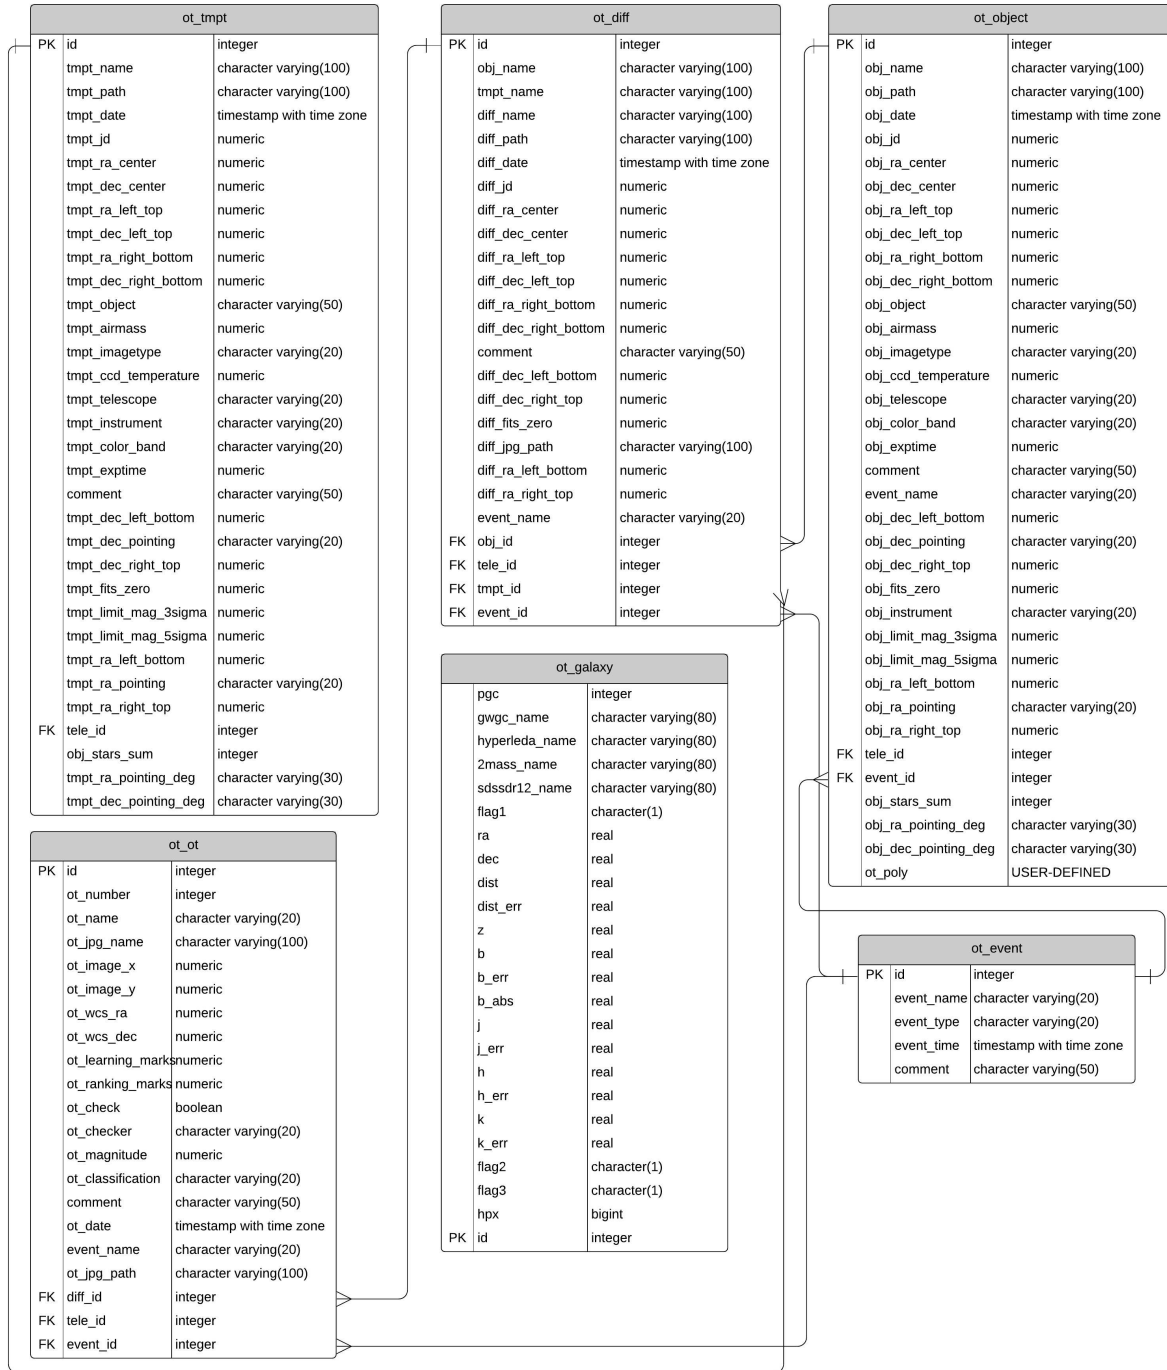 ot_tmpt
PK id integer
tmpt_name character varying(100)
tmpt_path character varying(100)
tmpt_date timestamp with time zone
tmpt_jd numeric
tmpt_ra_center numeric
tmpt_dec_center numeric
tmpt_ra_left_top numeric
tmpt_dec_left_top numeric
tmpt_ra_right_bottom numeric
tmpt_dec_right_bottom numeric
tmpt_object character varying(50)
tmpt_airmass numeric
tmpt_imagetype character varying(20)
tmpt_ccd_temperature numeric
tmpt_telescope character varying(20)
tmpt_instrument character varying(20)
tmpt_color_band character varying(20)
tmpt_exptime numeric
comment character varying(50)
tmpt_dec_left_bottom numeric
tmpt_dec_pointing character varying(20)
tmpt_dec_right_top numeric
tmpt_fits_zero numeric
tmpt_limit_mag_3sigma numeric
tmpt_limit_mag_5sigma numeric
tmpt_ra_left_bottom numeric
tmpt_ra_pointing character varying(20)
tmpt_ra_right_top numeric
FK tele_id integer
obj_stars_sum integer
tmpt_ra_pointing_deg character varying(30)
tmpt_dec_pointing_deg character varying(30)
ot_ot
PK id integer
ot_number integer
ot_name character varying(20)
ot_jpg_name character varying(100)
ot_image_x numeric
ot_image_y numeric
ot_wcs_ra numeric
ot_wcs_dec numeric
ot_learning_marks numeric
ot_ranking_marks numeric
ot_check boolean
ot_checker character varying(20)
ot_magnitude numeric
ot_classification character varying(20)
comment character varying(50)
ot_date timestamp with time zone
event_name character varying(20)
ot_jpg_path character varying(100)
FK diff_id integer
FK tele_id integer
FK event_id integer
ot_diff
PK id integer
obj_name character varying(100)
tmpt_name character varying(100)
diff_name character varying(100)
diff_path character varying(100)
diff_date timestamp with time zone
diff_jd numeric
diff_ra_center numeric
diff_dec_center numeric
diff_ra_left_top numeric
diff_dec_left_top numeric
diff_ra_right_bottom numeric
diff_dec_right_bottom numeric
comment character varying(50)
diff_dec_left_bottom numeric
diff_dec_right_top numeric
diff_fits_zero numeric
diff_jpg_path character varying(100)
diff_ra_left_bottom numeric
diff_ra_right_top numeric
event_name character varying(20)
FK obj_id integer
FK tele_id integer
FK tmpt_id integer
FK event_id integer
ot_galaxy
pgc integer
gwgc_name character varying(80)
hyperleda_name character varying(80)
2mass_name character varying(80)
sdssdr12_name character varying(80)
flag1 character(1)
ra real
dec real
dist real
dist_err real
z real
b real
b_err real
b_abs real
j real
j_err real
h real
h_err real
k real
k_err real
flag2 character(1)
flag3 character(1)
hpx bigint
PK id integer
ot_object
PK id integer
obj_name character varying(100)
obj_path character varying(100)
obj_date timestamp with time zone
obj_jd numeric
obj_ra_center numeric
obj_dec_center numeric
obj_ra_left_top numeric
obj_dec_left_top numeric
obj_ra_right_bottom numeric
obj_dec_right_bottom numeric
obj_object character varying(50)
obj_airmass numeric
obj_imagetype character varying(20)
obj_ccd_temperature numeric
obj_telescope character varying(20)
obj_color_band character varying(20)
obj_exptime numeric
comment character varying(50)
event_name character varying(20)
obj_dec_left_bottom numeric
obj_dec_pointing character varying(20)
obj_dec_right_top numeric
obj_fits_zero numeric
obj_instrument character varying(20)
obj_limit_mag_3sigma numeric
obj_limit_mag_5sigma numeric
obj_ra_left_bottom numeric
obj_ra_pointing character varying(20)
obj_ra_right_top numeric
FK tele_id integer
FK event_id integer
obj_stars_sum integer
obj_ra_pointing_deg character varying(30)
obj_dec_pointing_deg character varying(30)
ot_poly USER-DEFINED
ot_event
PK id integer
event_name character varying(20)
event_type character varying(20)
event_time timestamp with time zone
comment character varying(50)